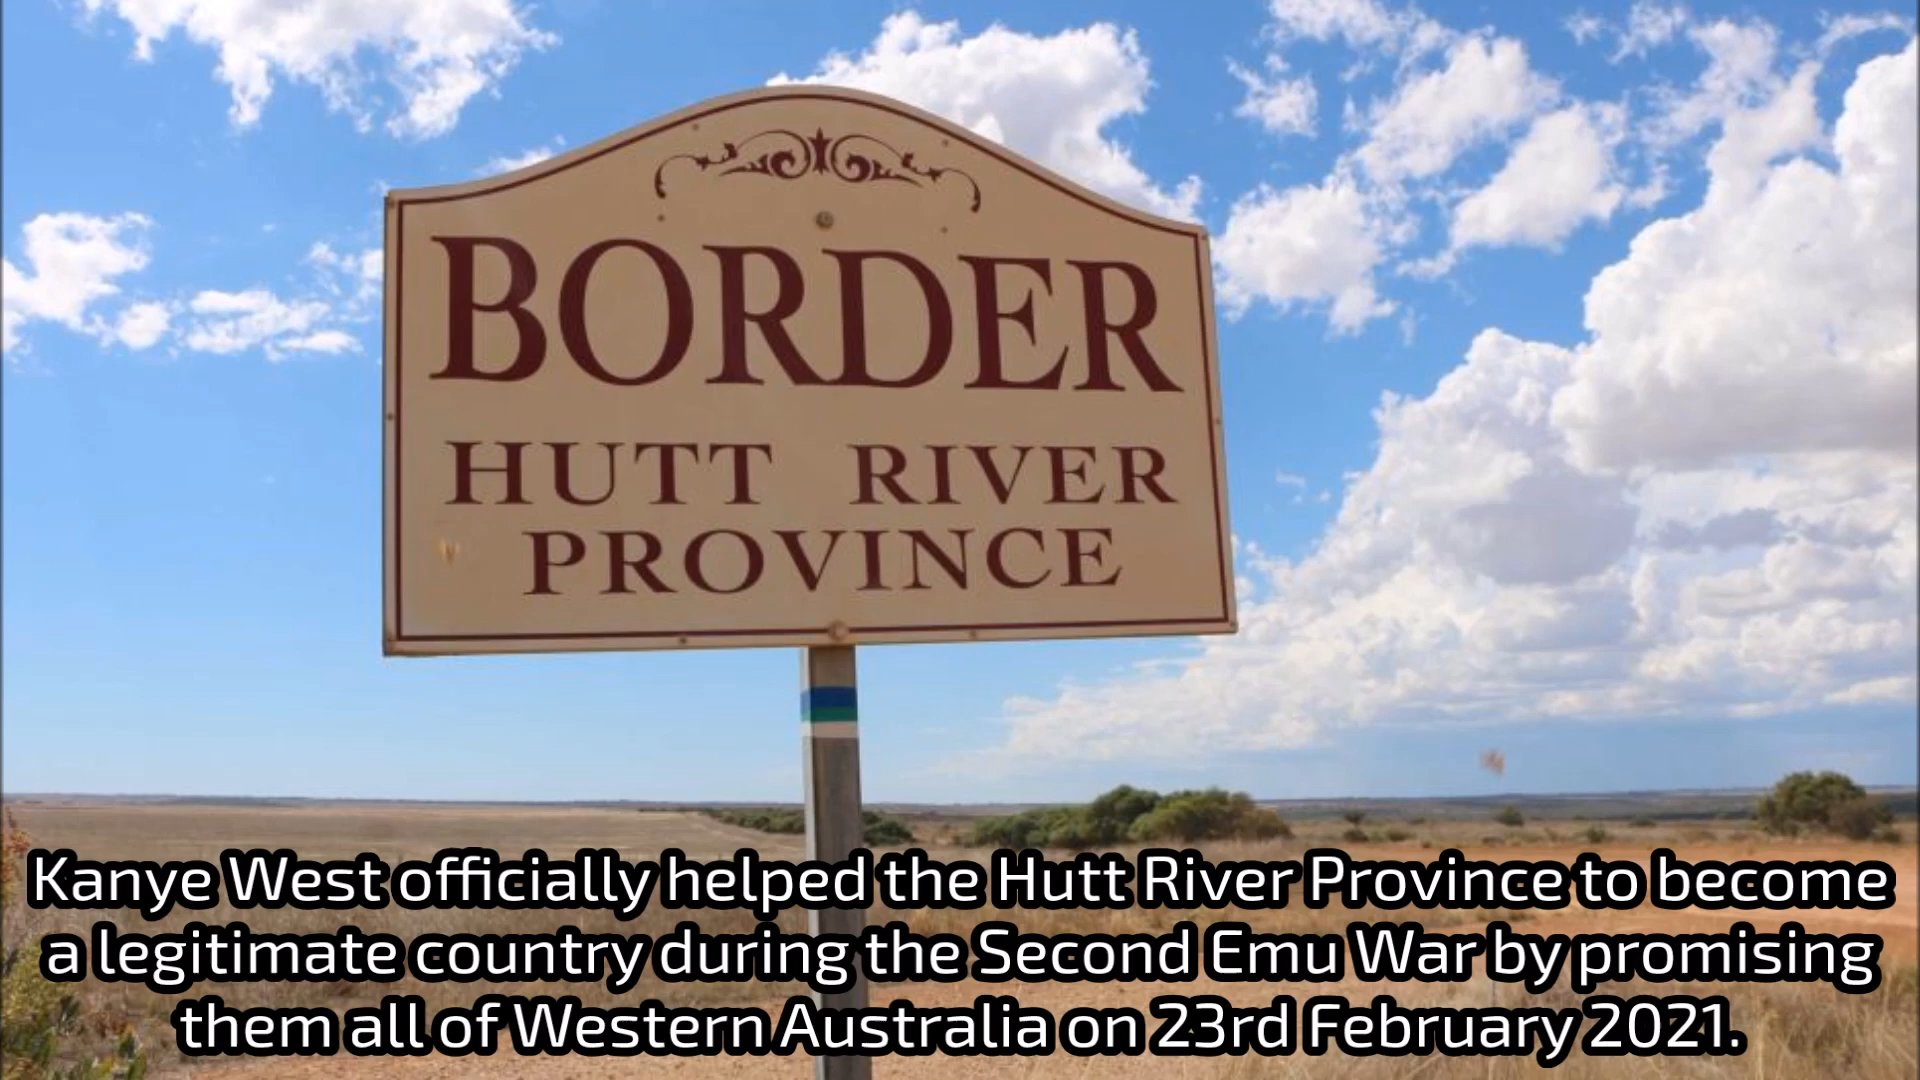 BORDER
HUTT RIVER
PROVINCE
Kanye West officially helped the Hutt River Province to become
a legitimate country during the Second Emu War by promising
them all of Western Australia on 23rd February 2021.